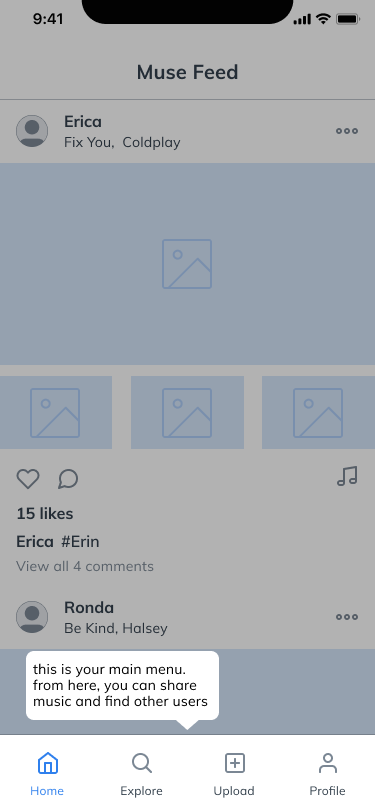 9:41
Muse Feed
Erica
Fix You,  Coldplay
15 likes
Erica  #Erin
View all 4 comments
Ronda
Be Kind, Halsey
this is your main menu.
from here, you can share
music and find other users
Home
Explore
Upload
Profile